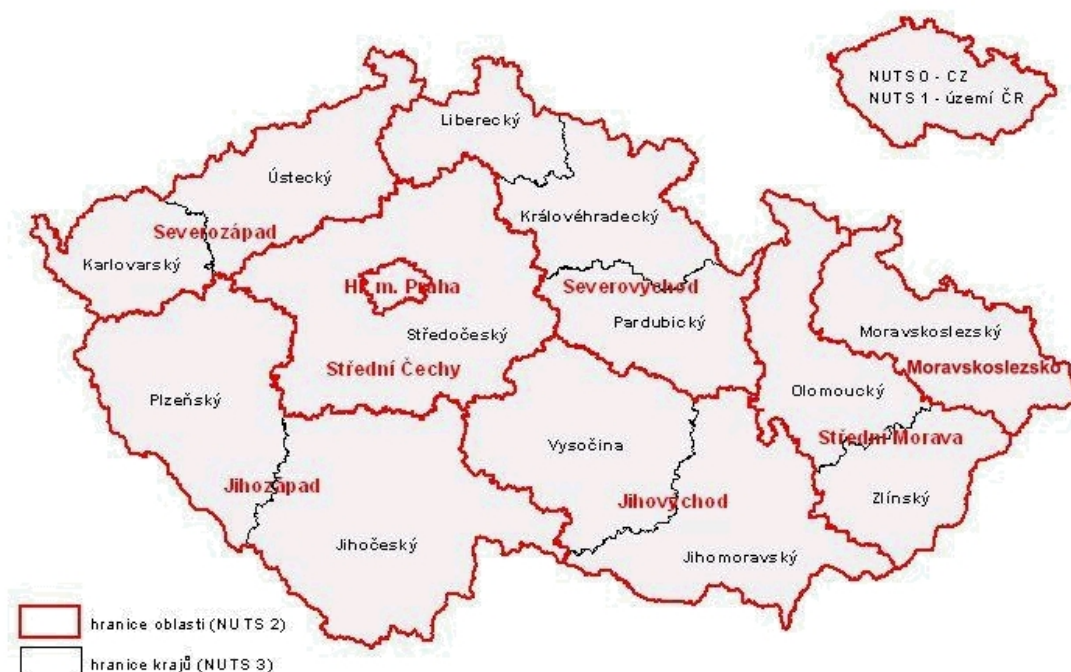 NUTS 0 - CZ
NUTS 1 - území ČR
Liberecký
Ústecký
Královéhradecký
Severozápad
Karlovarský
Hl. m. Praha
Severovýchod
Pardubický
Středočeský
Moravskoslezský
Střední Čechy
Moravskoslezsko
Plzeňský
Olomoucký
Střední Morava
Vysočina
Jihozápad
Jihovýchod
Zlínský
Jihočeský
Jihomoravský
hranice oblastí (NUTS 2)
hranice krajů (NUTS 3)